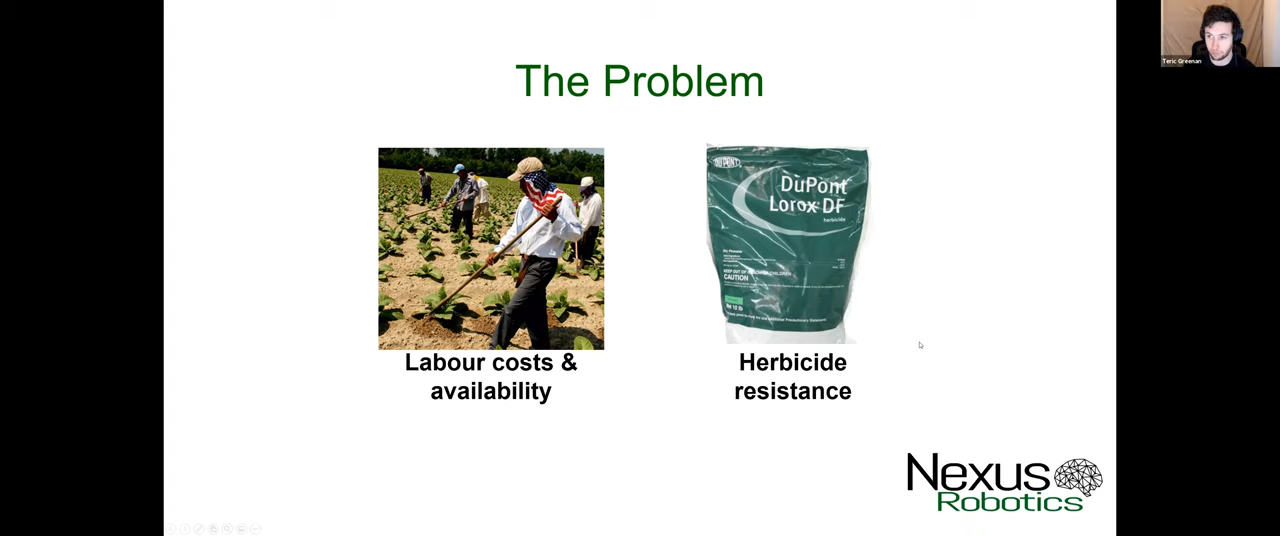 Teric Greenan
The Problem
DUPONT
DuPont
Lorox DF
herbicide
KEEP OUT OF REACH OF CHILDREN
CAUTION
Labour costs &
availability
Herbicide
resistance
Nexus
Robotics